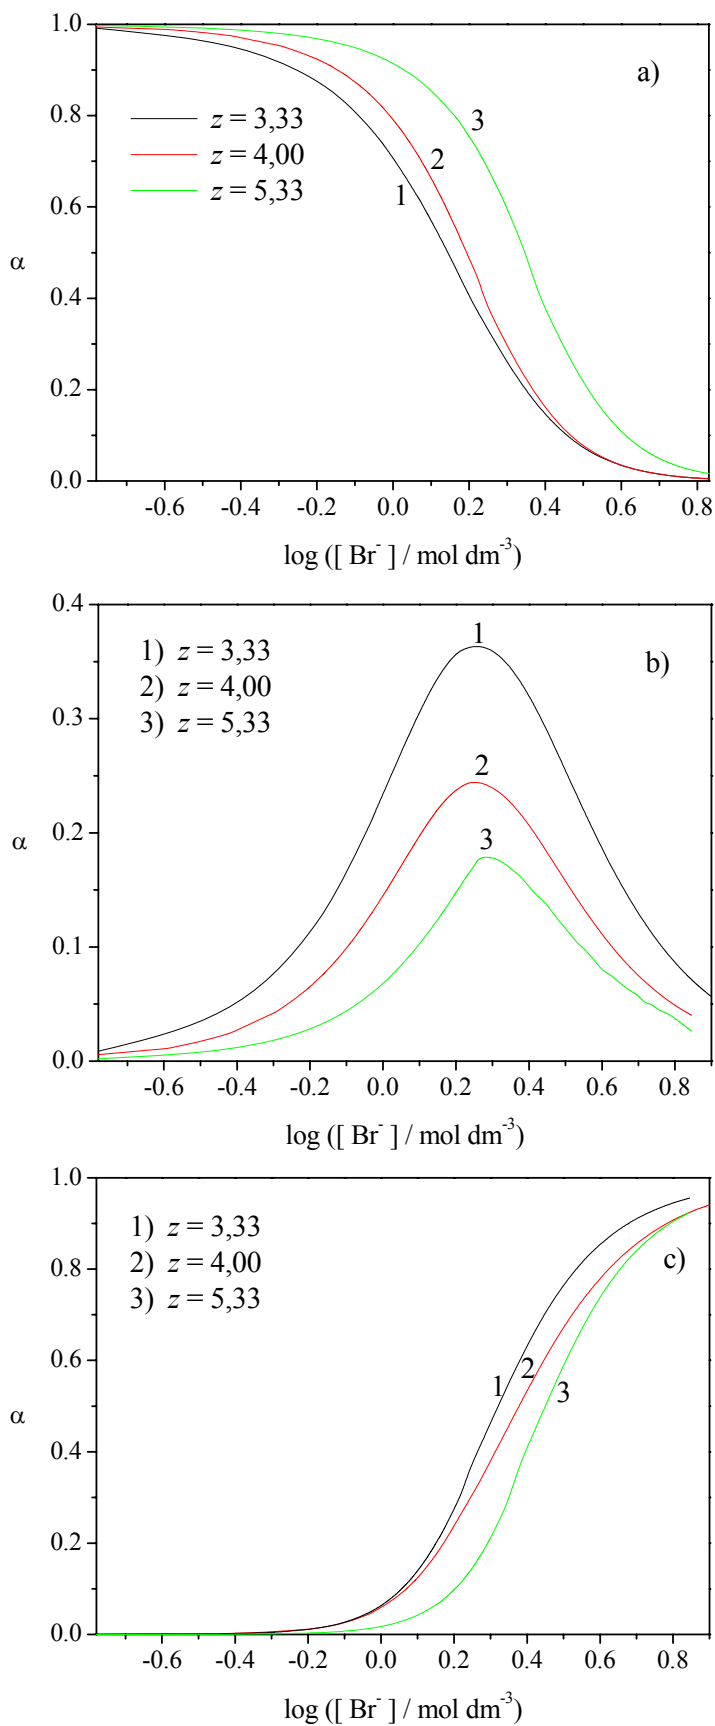 1.0
a)
0.8
z = 3,33
3
z = 4,00
2
z = 5,33
1
0.6
α
0.4
0.2
0.0
-0.6 -0.4 -0.2 0.0 0.2 0.4 0.6 0.8
log ([ Br⁻ ] / mol dm⁻³)
0.4
1) z = 3,33
1
b)
2) z = 4,00
3) z = 5,33
0.3
2
0.2
3
α
0.1
0.0
-0.6 -0.4 -0.2 0.0 0.2 0.4 0.6 0.8
log ([ Br⁻ ] / mol dm⁻³)
1.0
1) z = 3,33
2) z = 4,00
c)
3) z = 5,33
0.8
0.6
1 2 3
α
0.4
0.2
0.0
-0.6 -0.4 -0.2 0.0 0.2 0.4 0.6 0.8
log ([ Br⁻ ] / mol dm⁻³)